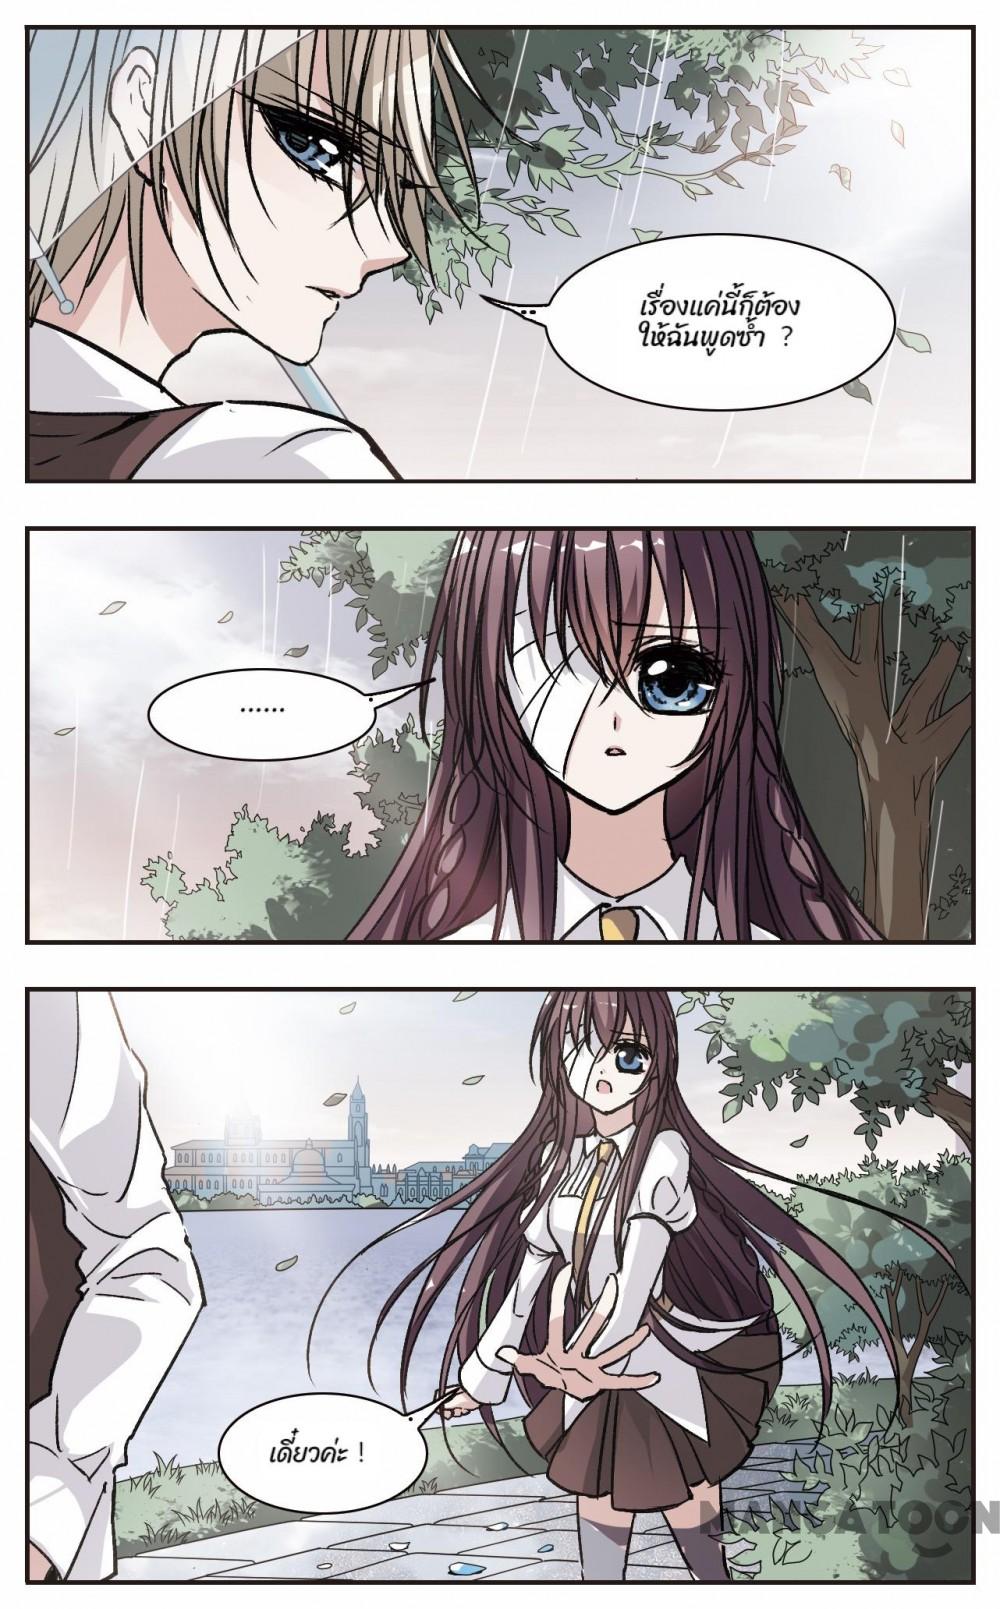 เรื่องแค่นี้ก็ต้อง
ให้ฉันพูดซ้ำ ?
......
เดี๋ยวค่ะ !
MANGATOON